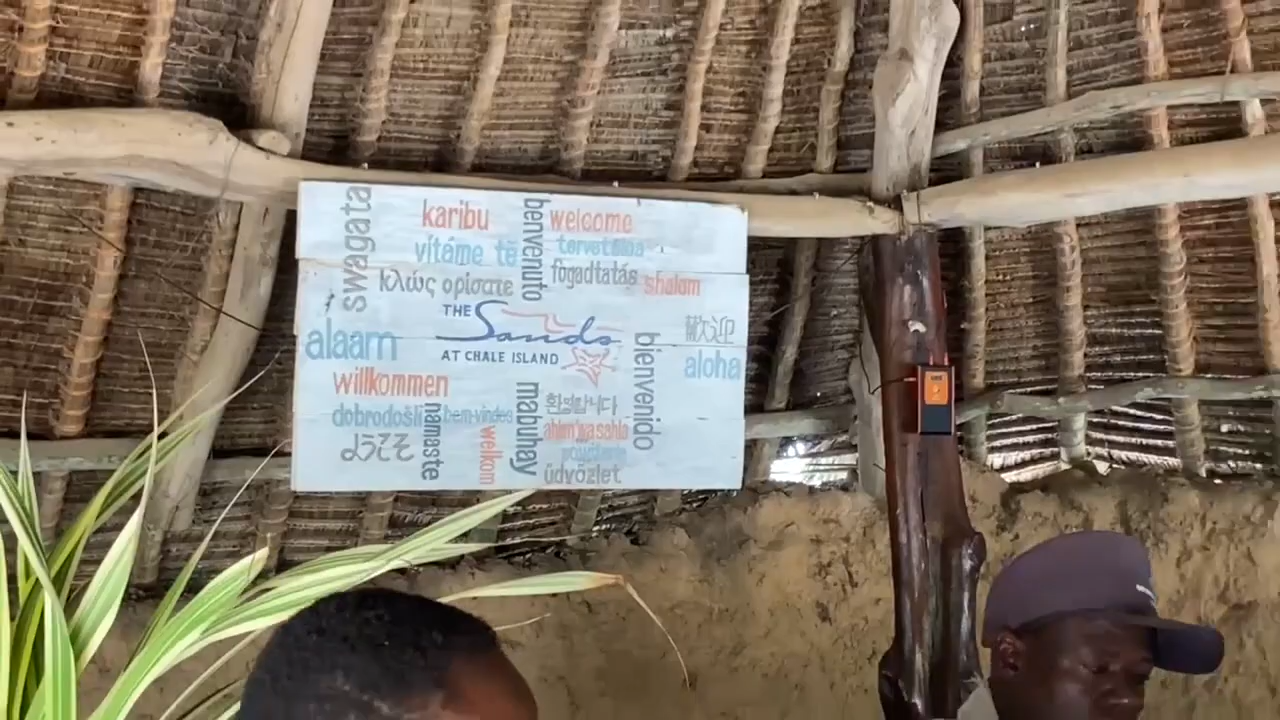 swagata
karibu
benvenuto
welcome
vítáme tě
tervetuloa
κλώς ορίσατε
fogadtatás
shalom
THE Sands
AT CHALE ISLAND
alaam
bienvenido
歡迎
aloha
willkommen
mabuhay
환영합니다
dobrodošli
namaste
bem-vindos
welkom
ahlan wa sahla
ようこそ
üdvözlet